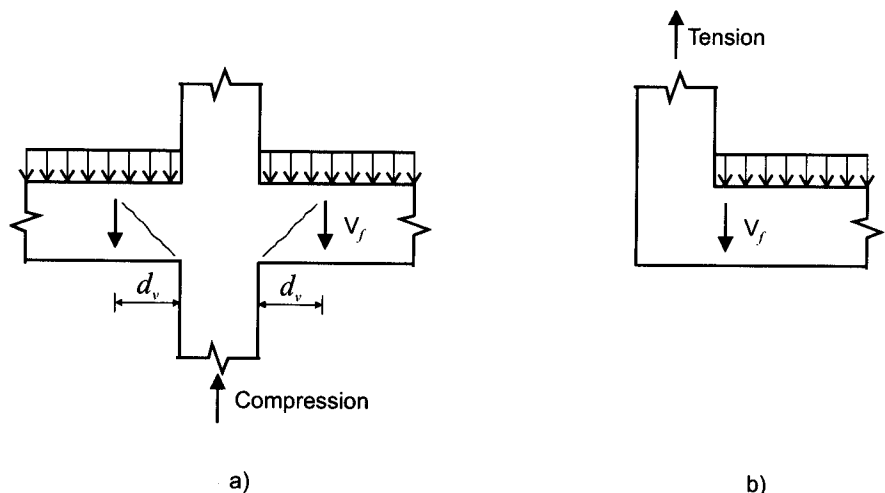 Tension
V_f
V_f
d_v
d_v
Compression
a)
b)